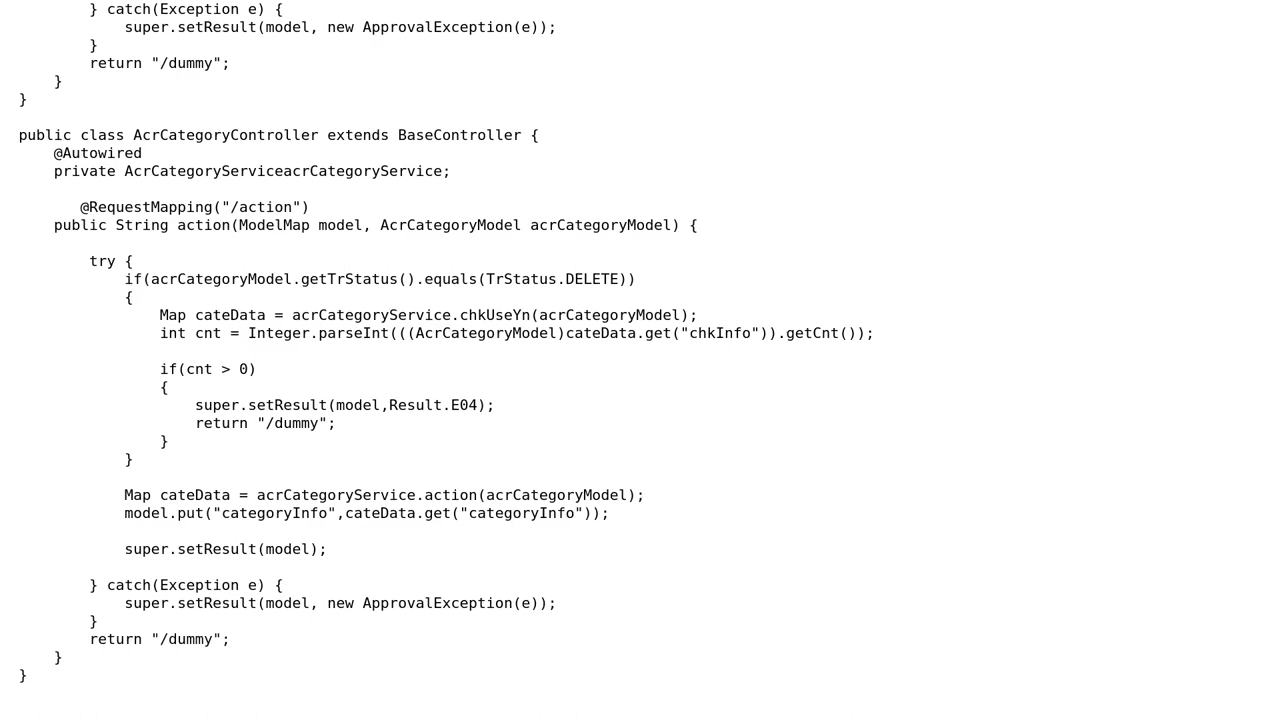 } catch(Exception e) {
            super.setResult(model, new ApprovalException(e));
        }
        return "/dummy";
    }
}

public class AcrCategoryController extends BaseController {
    @Autowired
    private AcrCategoryServiceacrCategoryService;

       @RequestMapping("/action")
    public String action(ModelMap model, AcrCategoryModel acrCategoryModel) {

        try {
            if(acrCategoryModel.getTrStatus().equals(TrStatus.DELETE))
            {
                Map cateData = acrCategoryService.chkUseYn(acrCategoryModel);
                int cnt = Integer.parseInt(((AcrCategoryModel)cateData.get("chkInfo")).getCnt());

                if(cnt > 0)
                {
                    super.setResult(model,Result.E04);
                    return "/dummy";
                }
            }

            Map cateData = acrCategoryService.action(acrCategoryModel);
            model.put("categoryInfo",cateData.get("categoryInfo"));

            super.setResult(model);

        } catch(Exception e) {
            super.setResult(model, new ApprovalException(e));
        }
        return "/dummy";
    }
}